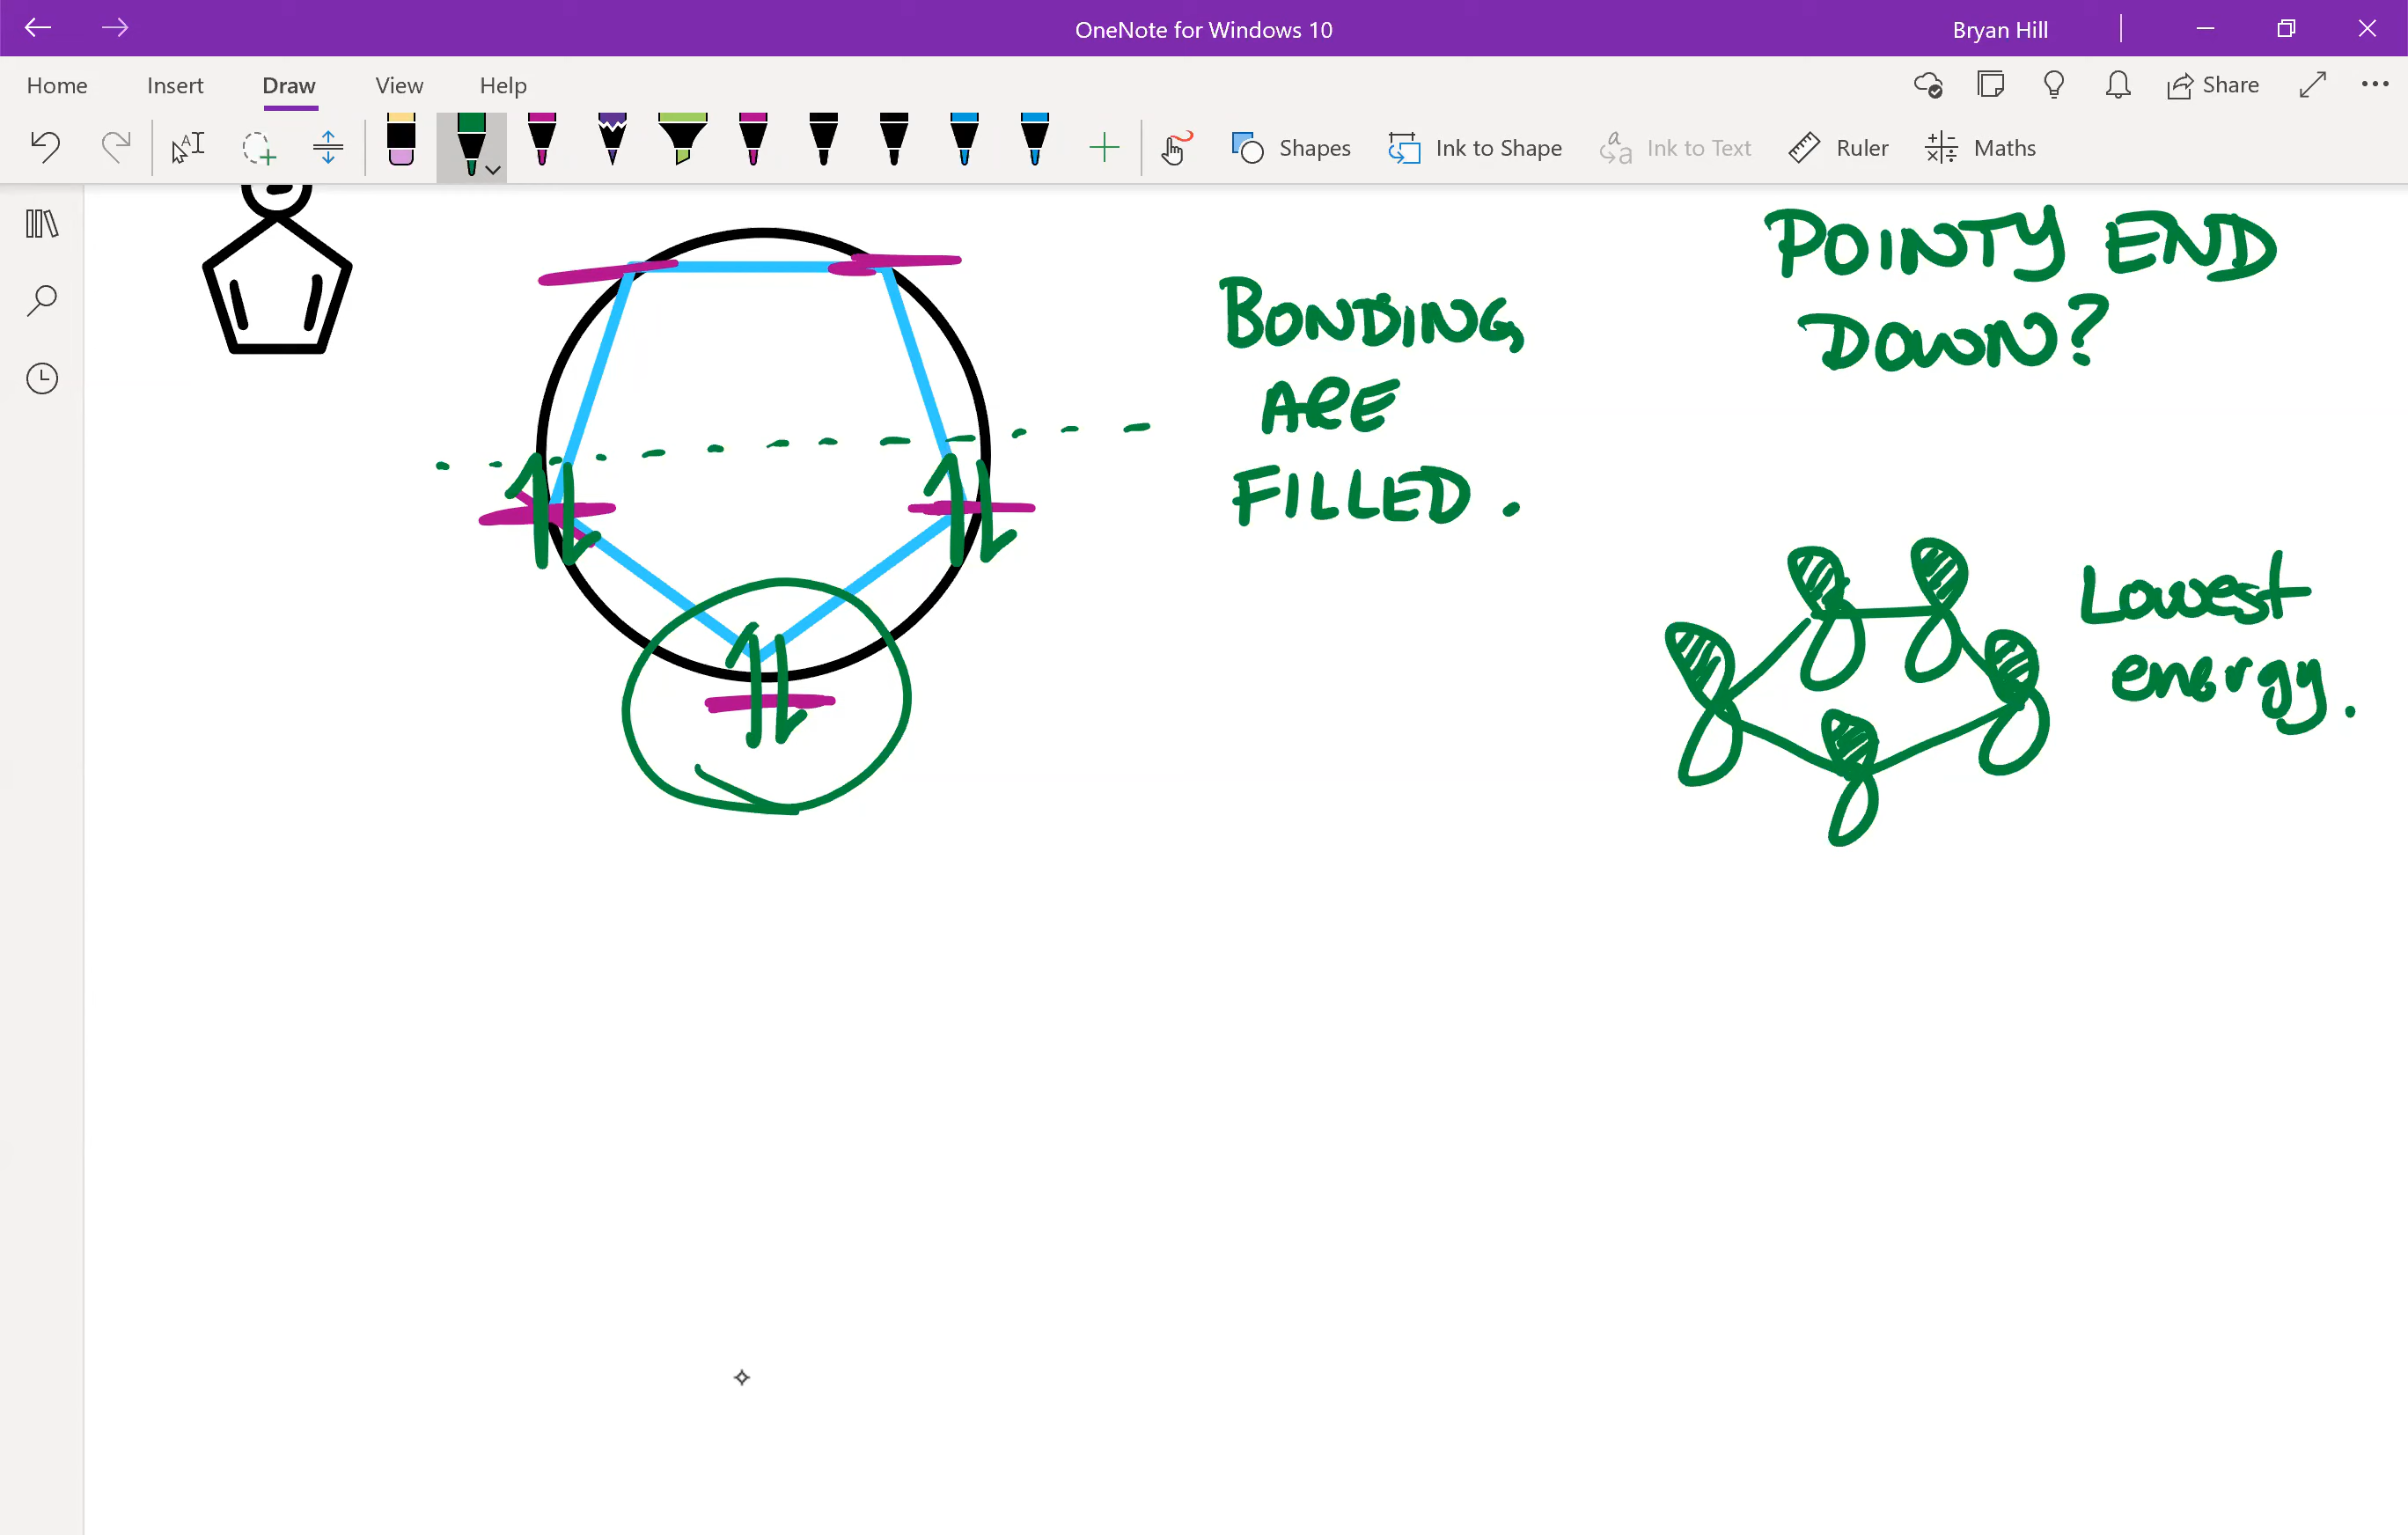 OneNote for Windows 10
Bryan Hill
Home Insert Draw View Help
Share
Shapes Ink to Shape Ink to Text Ruler Maths
POINTY END
DOWN?
BONDING
ARE
FILLED.
Lowest
energy.